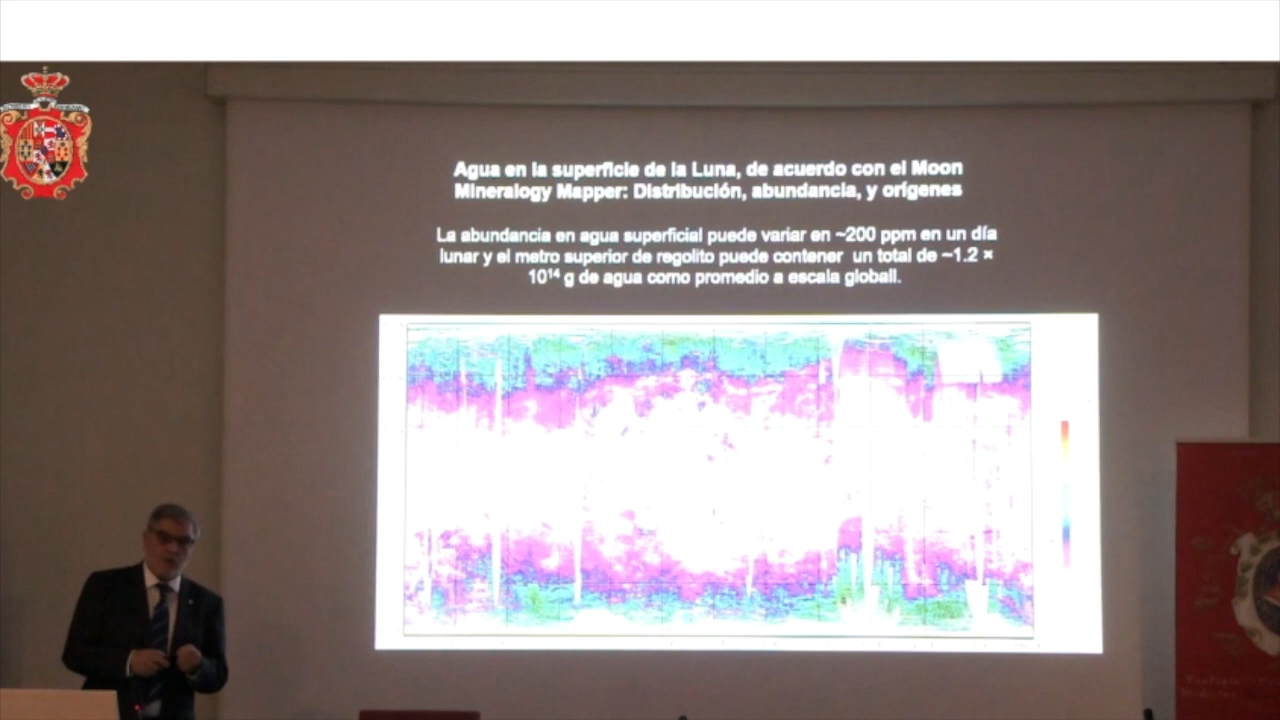 Agua en la superficie de la Luna, de acuerdo con el Moon
Mineralogy Mapper: Distribución, abundancia, y orígenes
La abundancia en agua superficial puede variar en ~200 ppm en un día
lunar y el metro superior de regolito puede contener un total de ~1.2 ×
10¹⁴ g de agua como promedio a escala globall.